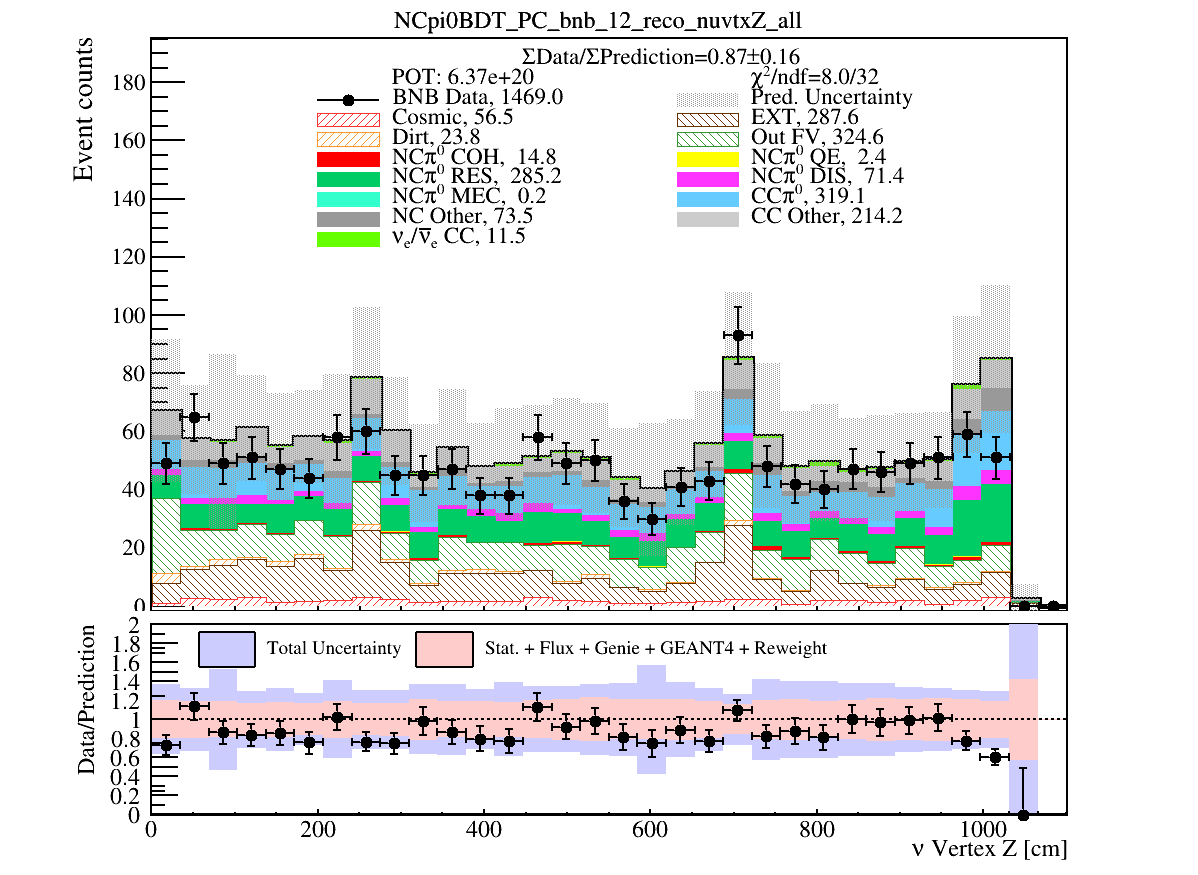 NCpi0BDT_PC_bnb_12_reco_nuvtxZ_all
ΣData/ΣPrediction=0.87±0.16
POT: 6.37e+20
χ²/ndf=8.0/32
BNB Data, 1469.0
Pred. Uncertainty
Cosmic, 56.5
EXT, 287.6
Dirt, 23.8
Out FV, 324.6
NCπ⁰ COH, 14.8
NCπ⁰ QE, 2.4
NCπ⁰ RES, 285.2
NCπ⁰ DIS, 71.4
NCπ⁰ MEC, 0.2
CCπ⁰, 319.1
NC Other, 73.5
CC Other, 214.2
νₑ/ν̅ₑ CC, 11.5
Event counts
180
160
140
120
100
80
60
40
20
0
Total Uncertainty
Stat. + Flux + Genie + GEANT4 + Reweight
Data/Prediction
2
1.8
1.6
1.4
1.2
1
0.8
0.6
0.4
0.2
0
0 200 400 600 800 1000
ν Vertex Z [cm]